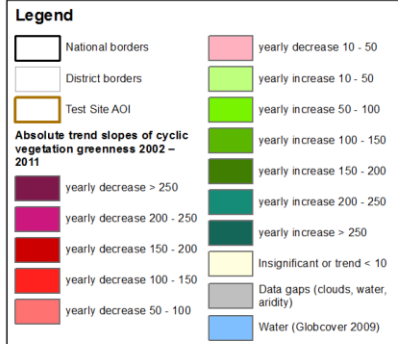 Legend
National borders
District borders
Test Site AOI
Absolute trend slopes of cyclic
vegetation greenness 2002 –
2011
yearly decrease > 250
yearly decrease 200 - 250
yearly decrease 150 - 200
yearly decrease 100 - 150
yearly decrease 50 - 100
yearly decrease 10 - 50
yearly increase 10 - 50
yearly increase 50 - 100
yearly increase 100 - 150
yearly increase 150 - 200
yearly increase 200 - 250
yearly increase > 250
Insignificant or trend < 10
Data gaps (clouds, water,
aridity)
Water (Globcover 2009)